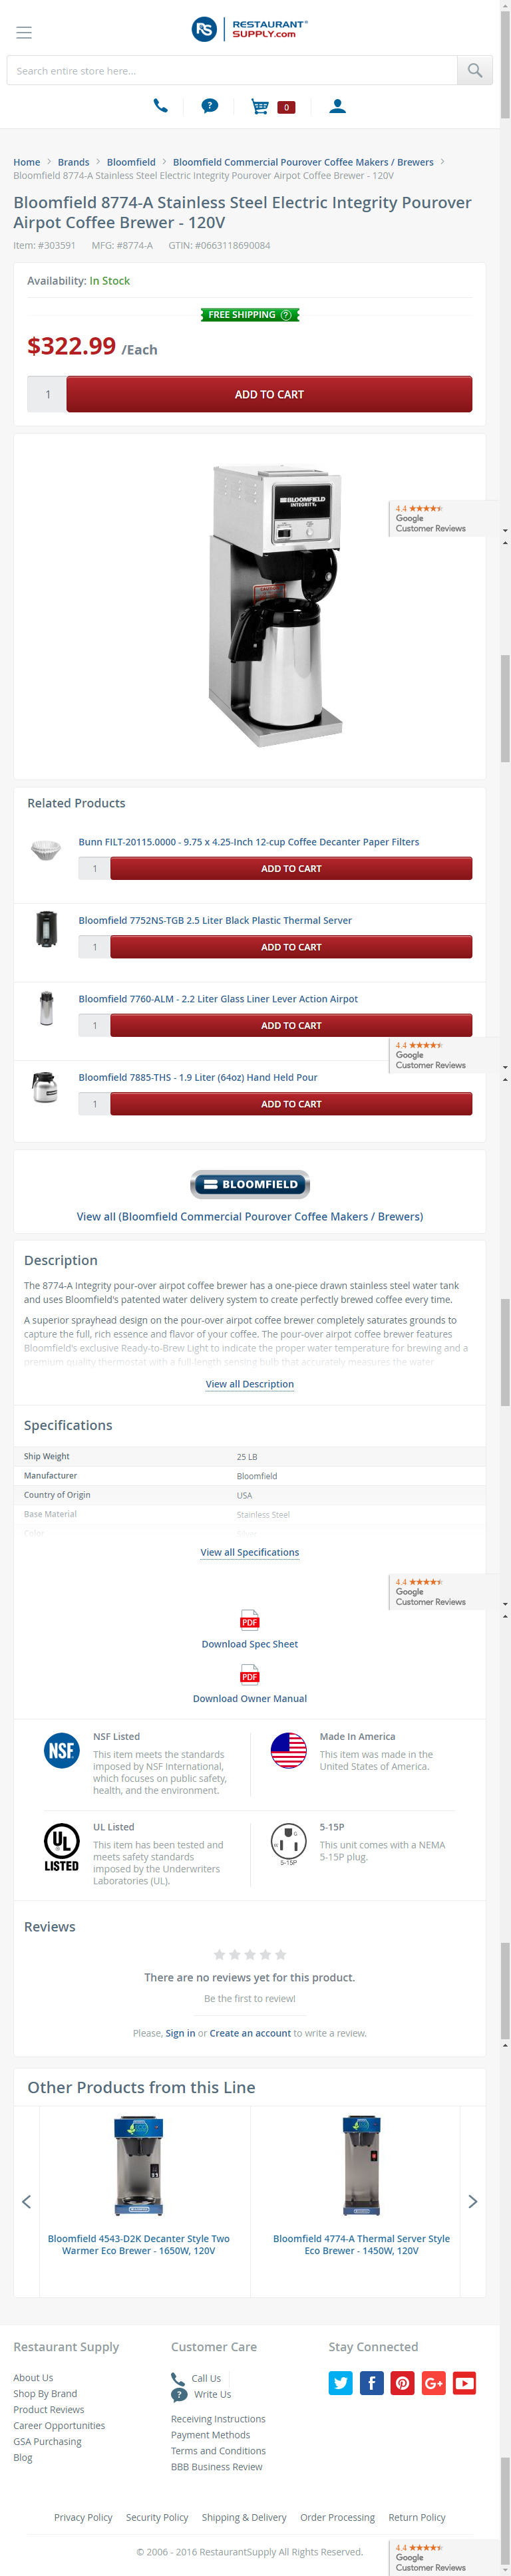 RS RESTAURANT
SUPPLY.com
Search entire store here...
?
0
Home > Brands > Bloomfield > Bloomfield Commercial Pourover Coffee Makers / Brewers >
Bloomfield 8774-A Stainless Steel Electric Integrity Pourover Airpot Coffee Brewer - 120V
Bloomfield 8774-A Stainless Steel Electric Integrity Pourover
Airpot Coffee Brewer - 120V
Item: #303591 MFG: #8774-A GTIN: #0663118690084
Availability: In Stock
FREE SHIPPING ?
$322.99 /Each
1 ADD TO CART
BLOOMFIELD
INTEGRITY.
4.4
Google
Customer Reviews
Related Products
Bunn FILT-20115.0000 - 9.75 x 4.25-Inch 12-cup Coffee Decanter Paper Filters
1 ADD TO CART
Bloomfield 7752NS-TGB 2.5 Liter Black Plastic Thermal Server
1 ADD TO CART
Bloomfield 7760-ALM - 2.2 Liter Glass Liner Lever Action Airpot
1 ADD TO CART
4.4
Google
Customer Reviews
Bloomfield 7885-THS - 1.9 Liter (64oz) Hand Held Pour
1 ADD TO CART
BLOOMFIELD
View all (Bloomfield Commercial Pourover Coffee Makers / Brewers)
Description
The 8774-A Integrity pour-over airpot coffee brewer has a one-piece drawn stainless steel water tank
and uses Bloomfield's patented water delivery system to create perfectly brewed coffee every time.
A superior sprayhead design on the pour-over airpot coffee brewer completely saturates grounds to
capture the full, rich essence and flavor of your coffee. The pour-over airpot coffee brewer features
Bloomfield's exclusive Ready-to-Brew Light to indicate the proper water temperature for brewing and a
premium quality thermostat with a full-length sensing bulb that accurately measures the water
View all Description
Specifications
Ship Weight 25 LB
Manufacturer Bloomfield
Country of Origin USA
Base Material Stainless Steel
Color Silver
View all Specifications
4.4
Google
Customer Reviews
PDF
Download Spec Sheet
PDF
Download Owner Manual
NSF
NSF Listed
This item meets the standards
imposed by NSF International,
which focuses on public safety,
health, and the environment.
Made In America
This item was made in the
United States of America.
UL
LISTED
UL Listed
This item has been tested and
meets safety standards
imposed by the Underwriters
Laboratories (UL).
G
W
5-15P
5-15P
This unit comes with a NEMA
5-15P plug.
Reviews
There are no reviews yet for this product.
Be the first to review!
Please, Sign in or Create an account to write a review.
Other Products from this Line
Bloomfield 4543-D2K Decanter Style Two
Warmer Eco Brewer - 1650W, 120V
Bloomfield 4774-A Thermal Server Style
Eco Brewer - 1450W, 120V
Restaurant Supply
About Us
Shop By Brand
Product Reviews
Career Opportunities
GSA Purchasing
Blog
Customer Care
Call Us
? Write Us
Receiving Instructions
Payment Methods
Terms and Conditions
BBB Business Review
Stay Connected
f
G+
Privacy Policy Security Policy Shipping & Delivery Order Processing Return Policy
© 2006 - 2016 RestaurantSupply All Rights Reserved.
4.4
Google
Customer Reviews